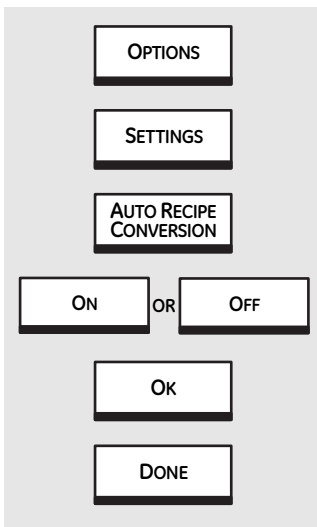 OPTIONS
SETTINGS
AUTO RECIPE
CONVERSION
ON OR OFF
OK
DONE